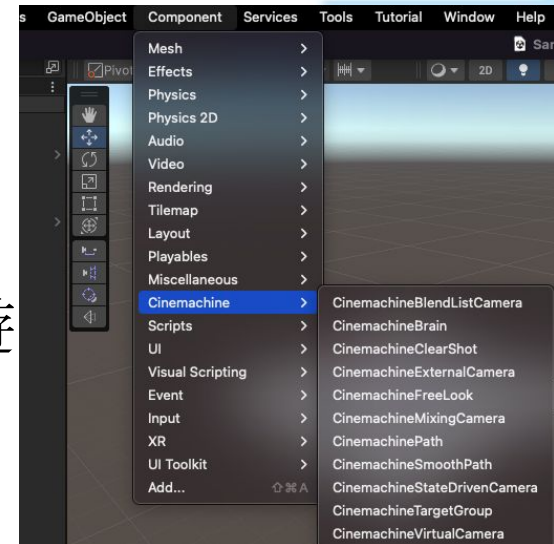 s GameObject Component Services Tools Tutorial Window Help
Sar
Pivot
2D
Mesh
Effects
Physics
Physics 2D
Audio
Video
Rendering
Tilemap
Layout
Playables
Miscellaneous
Cinemachine
Scripts
UI
Visual Scripting
Event
Input
XR
UI Toolkit
Add... ⇧⌘A
CinemachineBlendListCamera
CinemachineBrain
CinemachineClearShot
CinemachineExternalCamera
CinemachineFreeLook
CinemachineMixingCamera
CinemachinePath
CinemachineSmoothPath
CinemachineStateDrivenCamera
CinemachineTargetGroup
CinemachineVirtualCamera